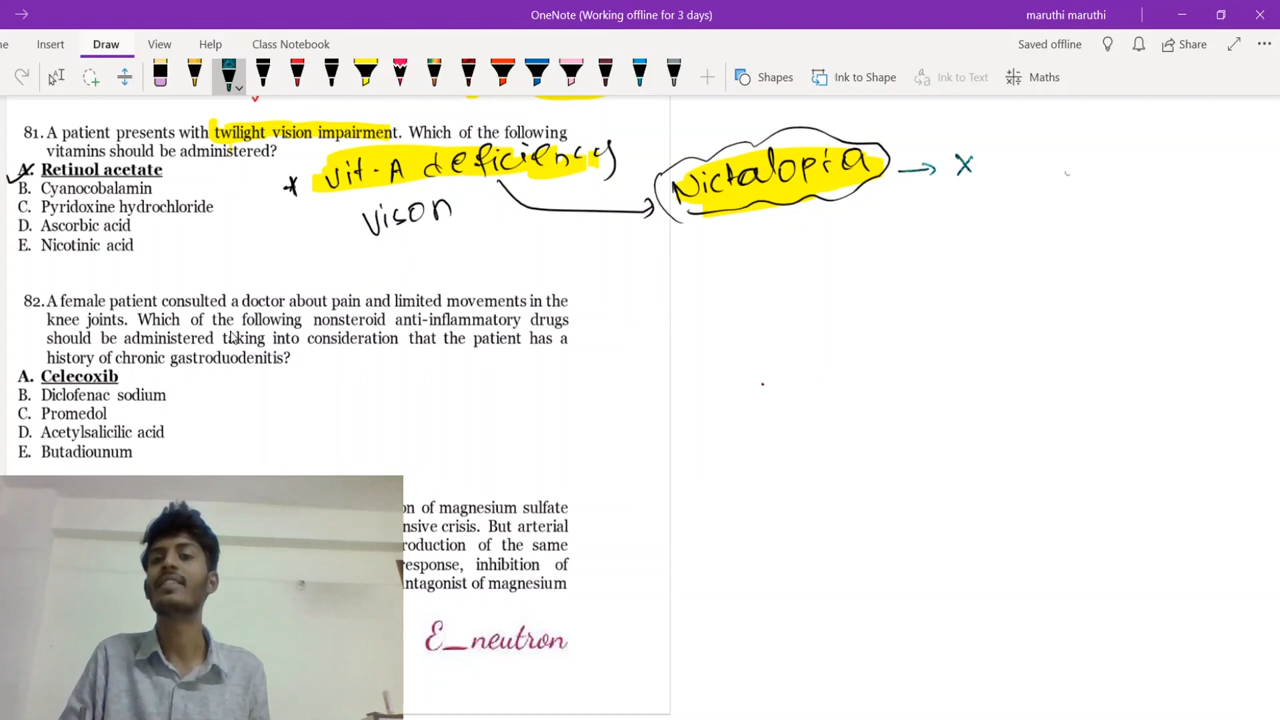 OneNote (Working offline for 3 days)
maruthi maruthi
Insert Draw View Help Class Notebook
Saved offline
Share
Shapes
Ink to Shape
Ink to Text
Maths
81. A patient presents with twilight vision impairment. Which of the following
vitamins should be administered?
A. Retinol acetate
B. Cyanocobalamin
C. Pyridoxine hydrochloride
D. Ascorbic acid
E. Nicotinic acid
* Vit-A deficiency
Vison
Nictalopia → X
82. A female patient consulted a doctor about pain and limited movements in the
knee joints. Which of the following nonsteroid anti-inflammatory drugs
should be administered taking into consideration that the patient has a
history of chronic gastroduodenitis?
A. Celecoxib
B. Diclofenac sodium
C. Promedol
D. Acetylsalicilic acid
E. Butadiounum
of magnesium sulfate
crisis. But arterial
of the same
response, inhibition of
antagonist of magnesium
E_neutron